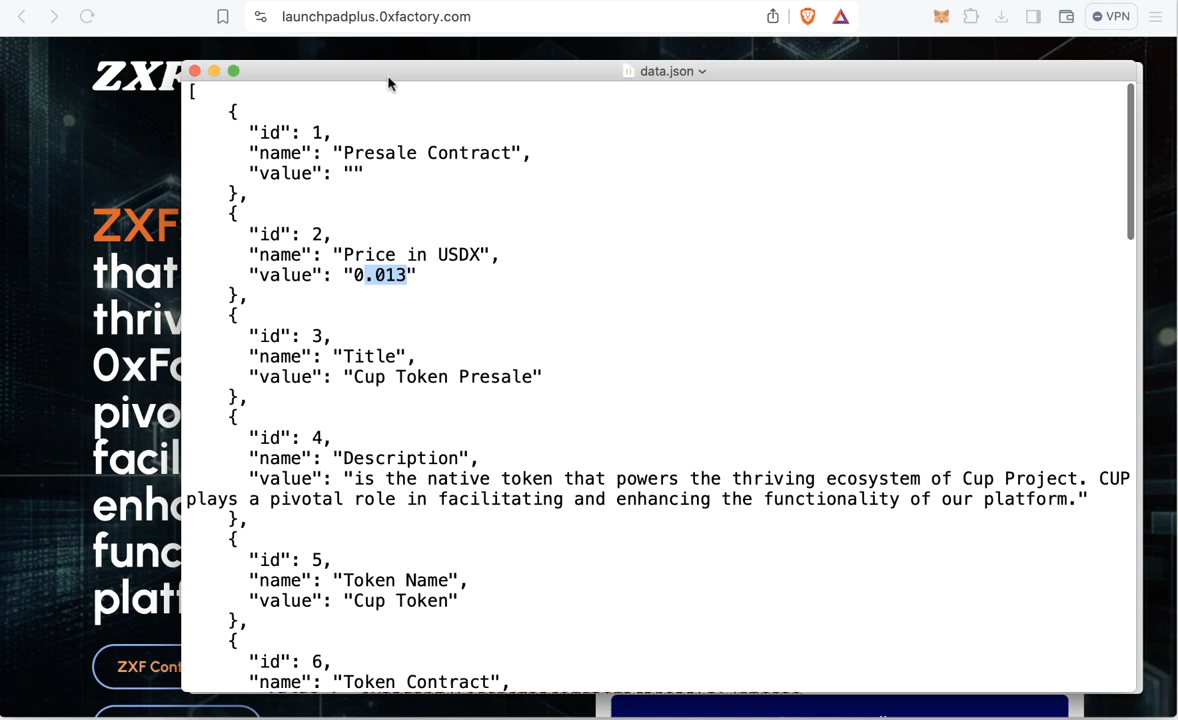 launchpadplus.0xfactory.com
VPN
ZXF
data.json
[
{
"id": 1,
"name": "Presale Contract",
"value": ""
},
{
"id": 2,
"name": "Price in USDX",
"value": "0.013"
},
{
"id": 3,
"name": "Title",
"value": "Cup Token Presale"
},
{
"id": 4,
"name": "Description",
"value": "is the native token that powers the thriving ecosystem of Cup Project. CUP
plays a pivotal role in facilitating and enhancing the functionality of our platform."
},
{
"id": 5,
"name": "Token Name",
"value": "Cup Token"
},
{
"id": 6,
"name": "Token Contract",
ZXF
that
thriv
0xFa
pivo
facil
enha
func
platf
ZXF Cont